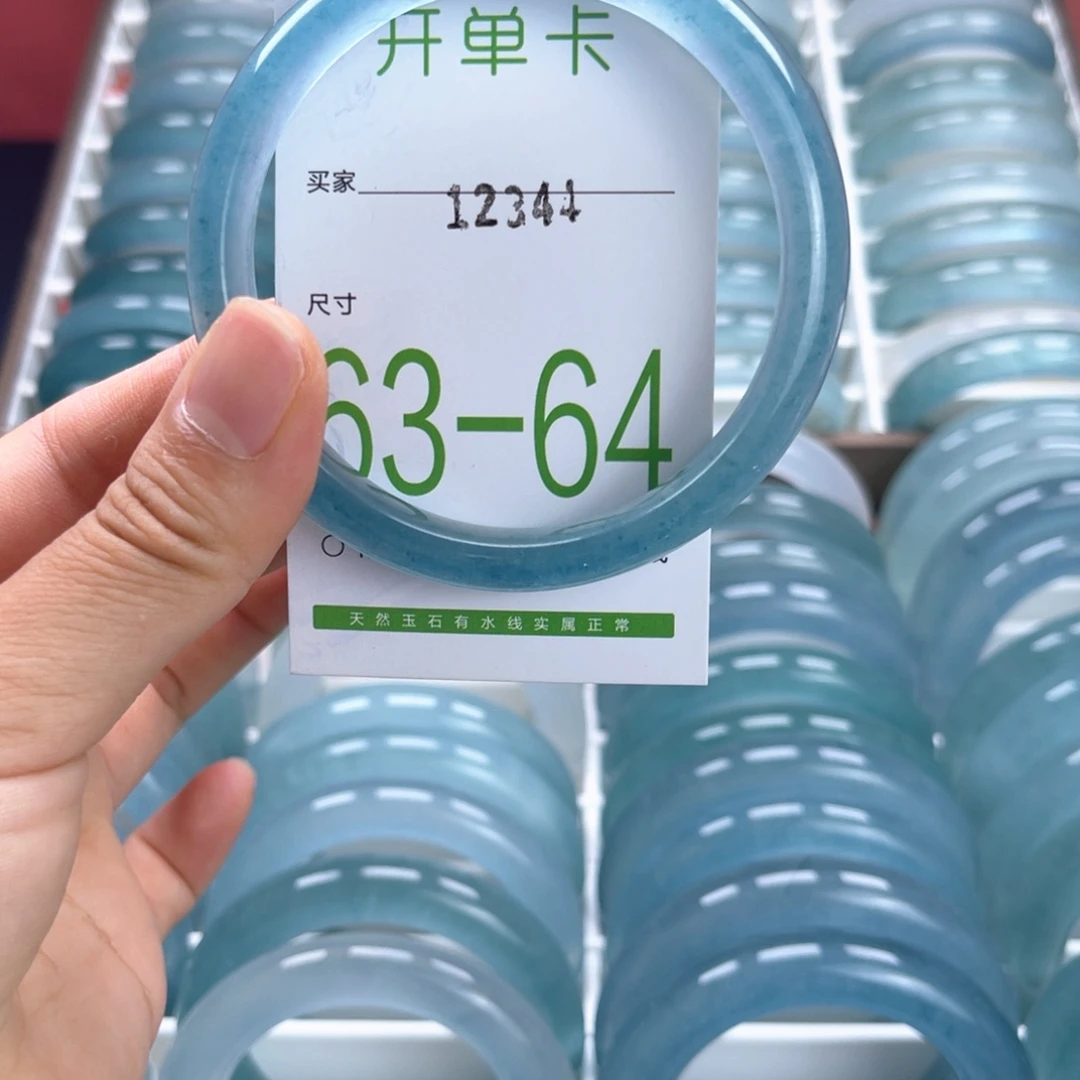 开单卡
买家 12344
尺寸
63-64
天然玉石有水线实属正常